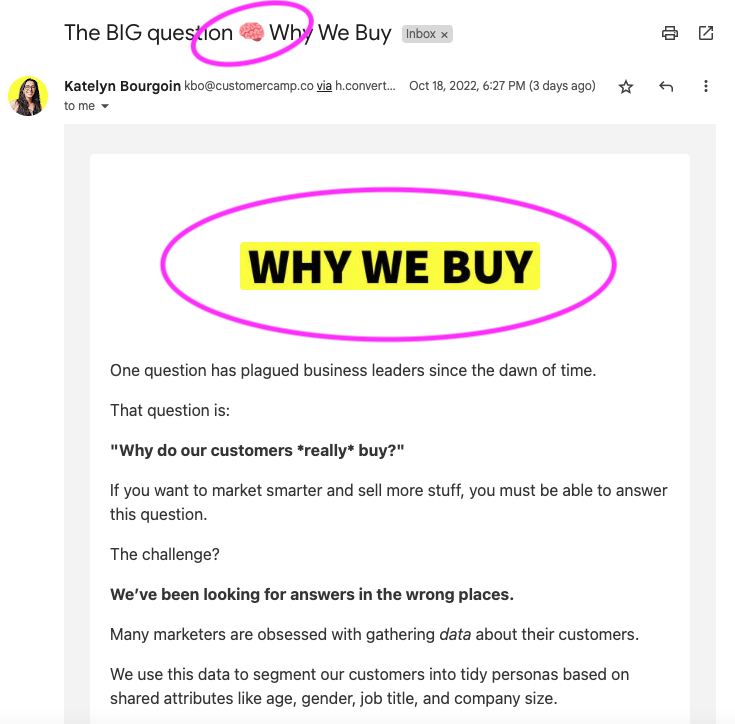 The BIG question 🧠 Why We Buy Inbox ×
Katelyn Bourgoin kbo@customercamp.co via h.convert... Oct 18, 2022, 6:27 PM (3 days ago)
to me
WHY WE BUY
One question has plagued business leaders since the dawn of time.
That question is:
"Why do our customers *really* buy?"
If you want to market smarter and sell more stuff, you must be able to answer
this question.
The challenge?
We’ve been looking for answers in the wrong places.
Many marketers are obsessed with gathering data about their customers.
We use this data to segment our customers into tidy personas based on
shared attributes like age, gender, job title, and company size.